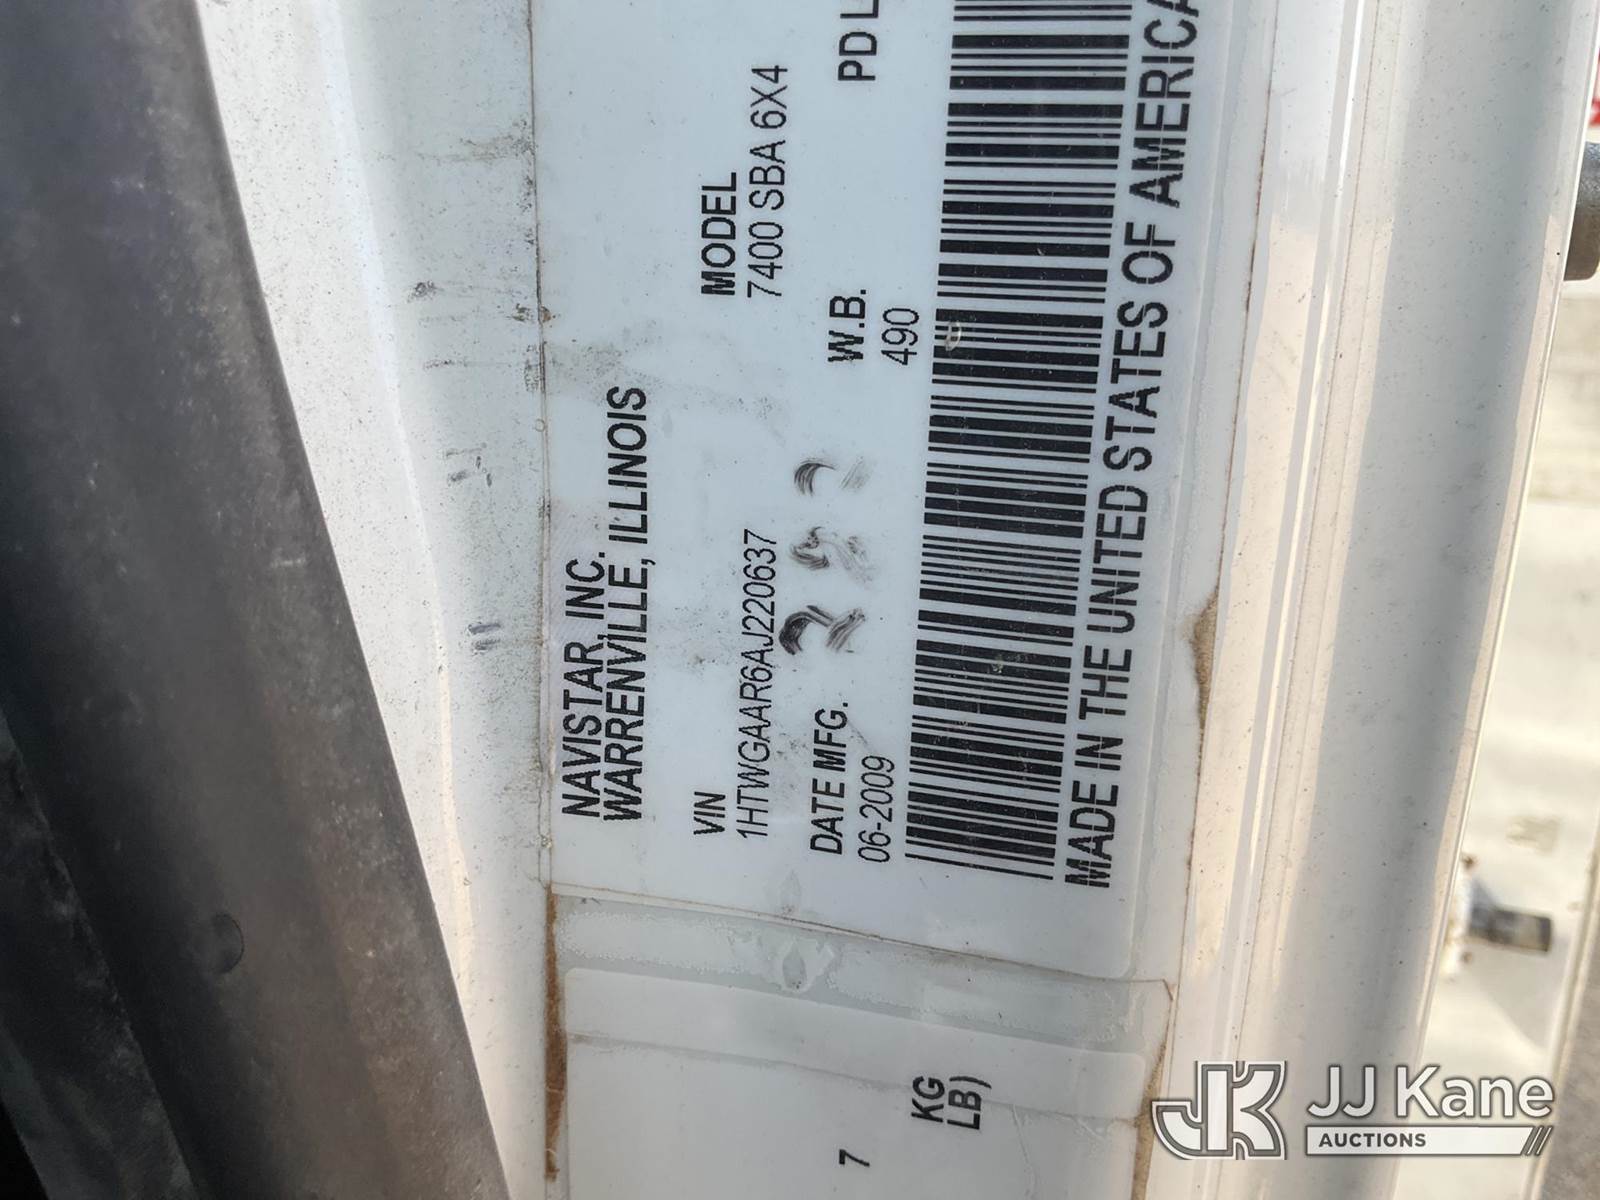 NAVISTAR, INC.
WARRENVILLE, ILLINOIS
VIN
1HTWGAAR6AJ220637
MODEL
7400 SBA 6X4
DATE MFG.
06-2009
W.B.
490
PD L
MADE IN THE UNITED STATES OF AMERICA
7
KG
LB)
JJ Kane
AUCTIONS